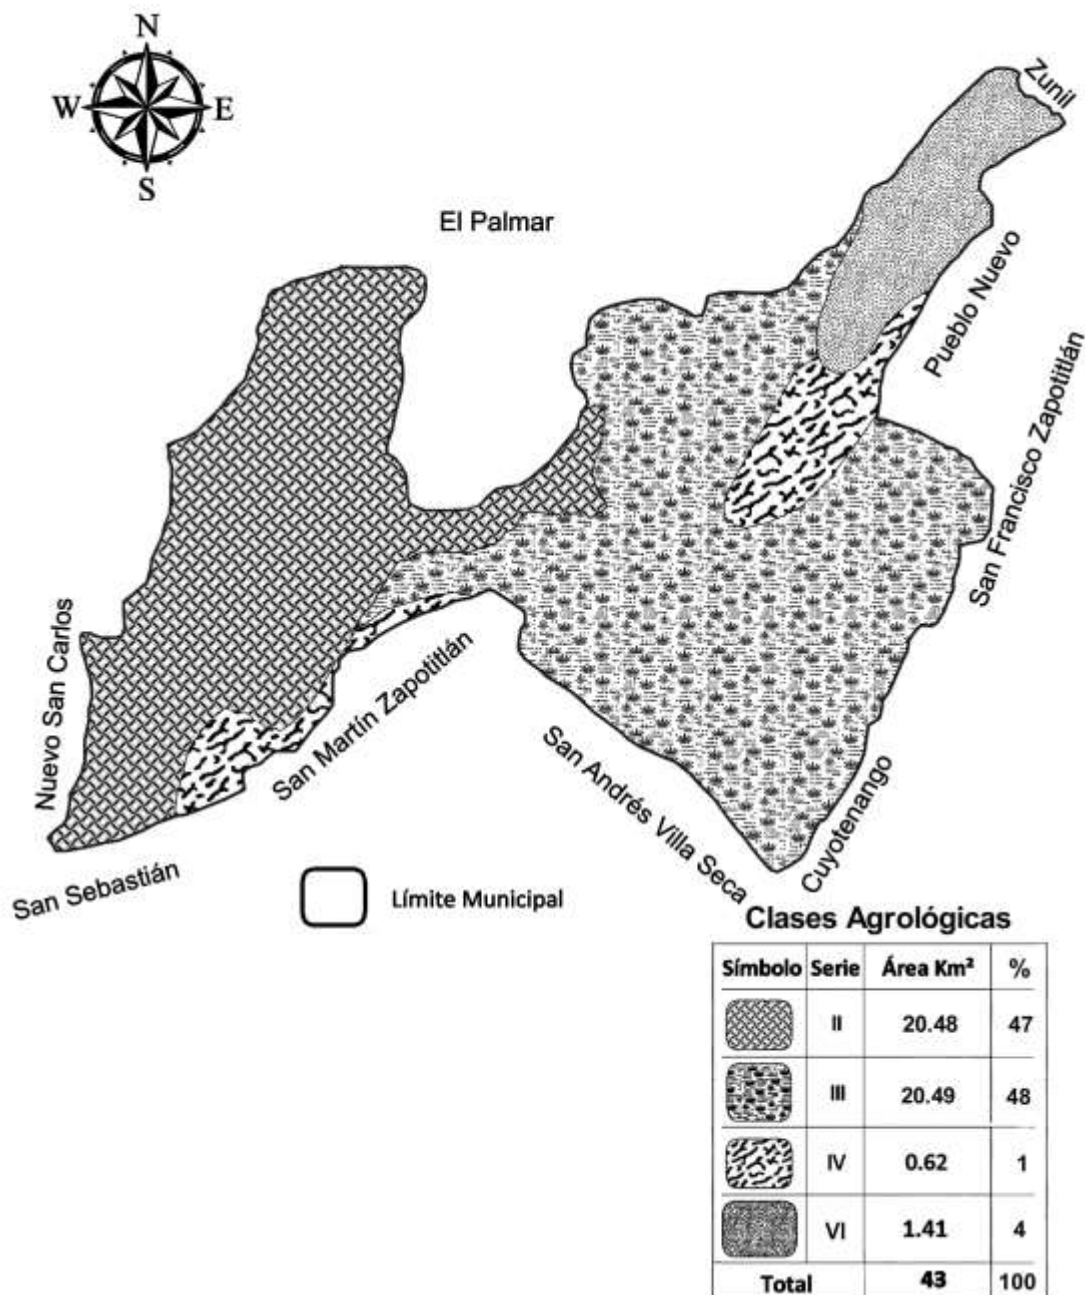 N
W E
S
Zunil
El Palmar
Pueblo Nuevo
San Francisco Zapotitlán
Nuevo San Carlos
San Martín Zapotitlán
San Andrés Villa Seca
Cuyotenango
San Sebastián
Límite Municipal
Clases Agrológicas
Símbolo Serie Área Km² %
II 20.48 47
III 20.49 48
IV 0.62 1
VI 1.41 4
Total 43 100